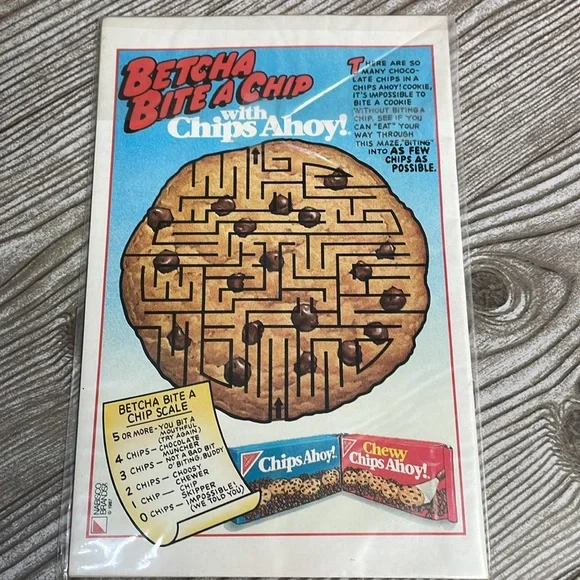 BETCHA
BITE A CHIP
with
Chips Ahoy!
THERE ARE SO
MANY CHOCO-
LATE CHIPS IN A
CHIPS AHOY! COOKIE,
IT'S IMPOSSIBLE TO
BITE A COOKIE
WITHOUT BITING A
CHIP. SEE IF YOU
CAN "EAT" YOUR
WAY THROUGH
THIS MAZE, "BITING"
INTO AS FEW
CHIPS AS
POSSIBLE.
BETCHA BITE A
CHIP SCALE
5 OR MORE - YOU BIT A
MOUTHFUL
(TRY AGAIN)
4 CHIPS - CHOCOLATE
MUNCHER
3 CHIPS - NOT A BAD BIT
O' BITING, BUDDY
2 CHIPS - CHOOSY
CHEWER
1 CHIP - CHIP
SKIPPER
0 CHIPS - IMPOSSIBLE!
(WE TOLD YOU)
NABISCO
BRANDS
Chips Ahoy!
Chewy
Chips Ahoy!